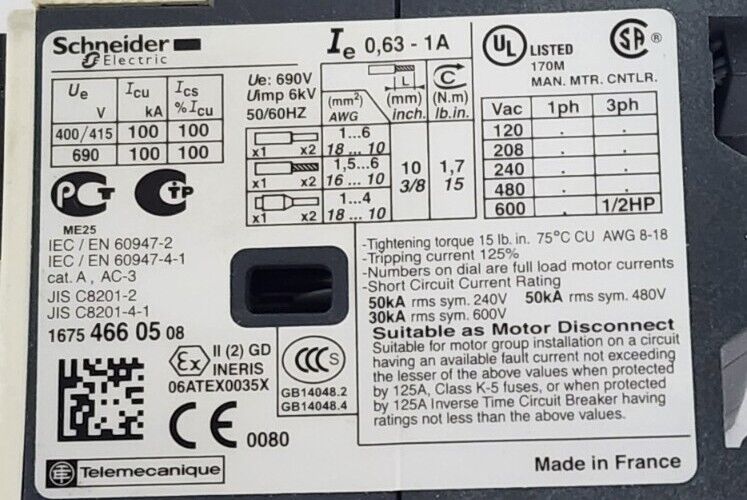 Schneider
Electric
Ie 0,63 - 1A
UL LISTED
170M
MAN. MTR. CNTLR.
SA ®
Ue V Icu kA Ics % Icu
400/415 100 100
690 100 100
Ue: 690V
Uimp 6kV
50/60HZ
(mm²) AWG L (mm) inch. C (N.m) lb.in.
x1 x2 1...6 18 ... 10
x1 x2 1,5...6 16 ... 10
x1 x2 1...4 18 ... 10
10 3/8
1,7 15
Vac 1ph 3ph
120 . .
208 . .
240 . .
480 . .
600 . 1/2HP
PCT
ME25
CTP
IEC / EN 60947-2
IEC / EN 60947-4-1
cat. A , AC-3
JIS C8201-2
JIS C8201-4-1
1675 466 05 08
-Tightening torque 15 lb. in. 75°C CU AWG 8-18
-Tripping current 125%
-Numbers on dial are full load motor currents
-Short Circuit Current Rating
50kA rms sym. 240V 50kA rms sym. 480V
30kA rms sym. 600V
Suitable as Motor Disconnect
Suitable for motor group installation on a circuit
having an available fault current not exceeding
the lesser of the above values when protected
by 125A, Class K-5 fuses, or when protected
by 125A Inverse Time Circuit Breaker having
ratings not less than the above values.
Ex II (2) GD
INERIS
06ATEX0035X
CCC S
GB14048.2
GB14048.4
CE 0080
Telemecanique
Made in France